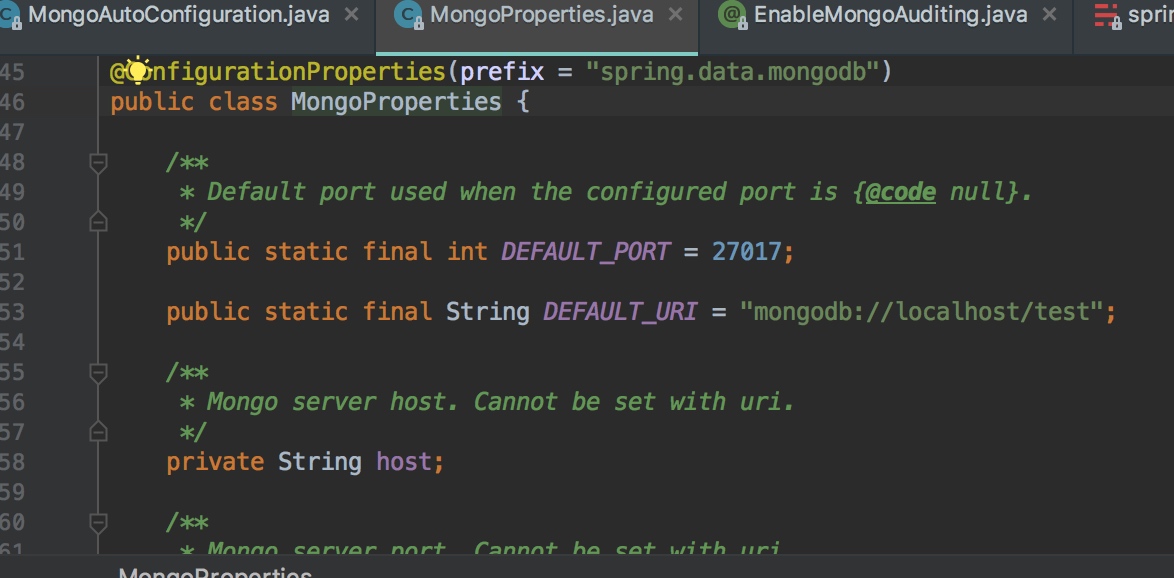 MongoAutoConfiguration.java MongoProperties.java EnableMongoAuditing.java
45 @ConfigurationProperties(prefix = "spring.data.mongodb")
46 public class MongoProperties {
47
48 /**
49 * Default port used when the configured port is {@code null}.
50 */
51 public static final int DEFAULT_PORT = 27017;
52
53 public static final String DEFAULT_URI = "mongodb://localhost/test";
54
55 /**
56 * Mongo server host. Cannot be set with uri.
57 */
58 private String host;
59
60 /**
61 * Mongo server port. Cannot be set with uri.
MongoProperties